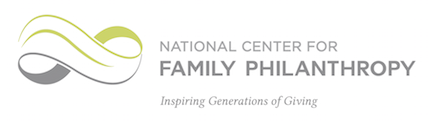 NATIONAL CENTER FOR
FAMILY PHILANTHROPY
Inspiring Generations of Giving